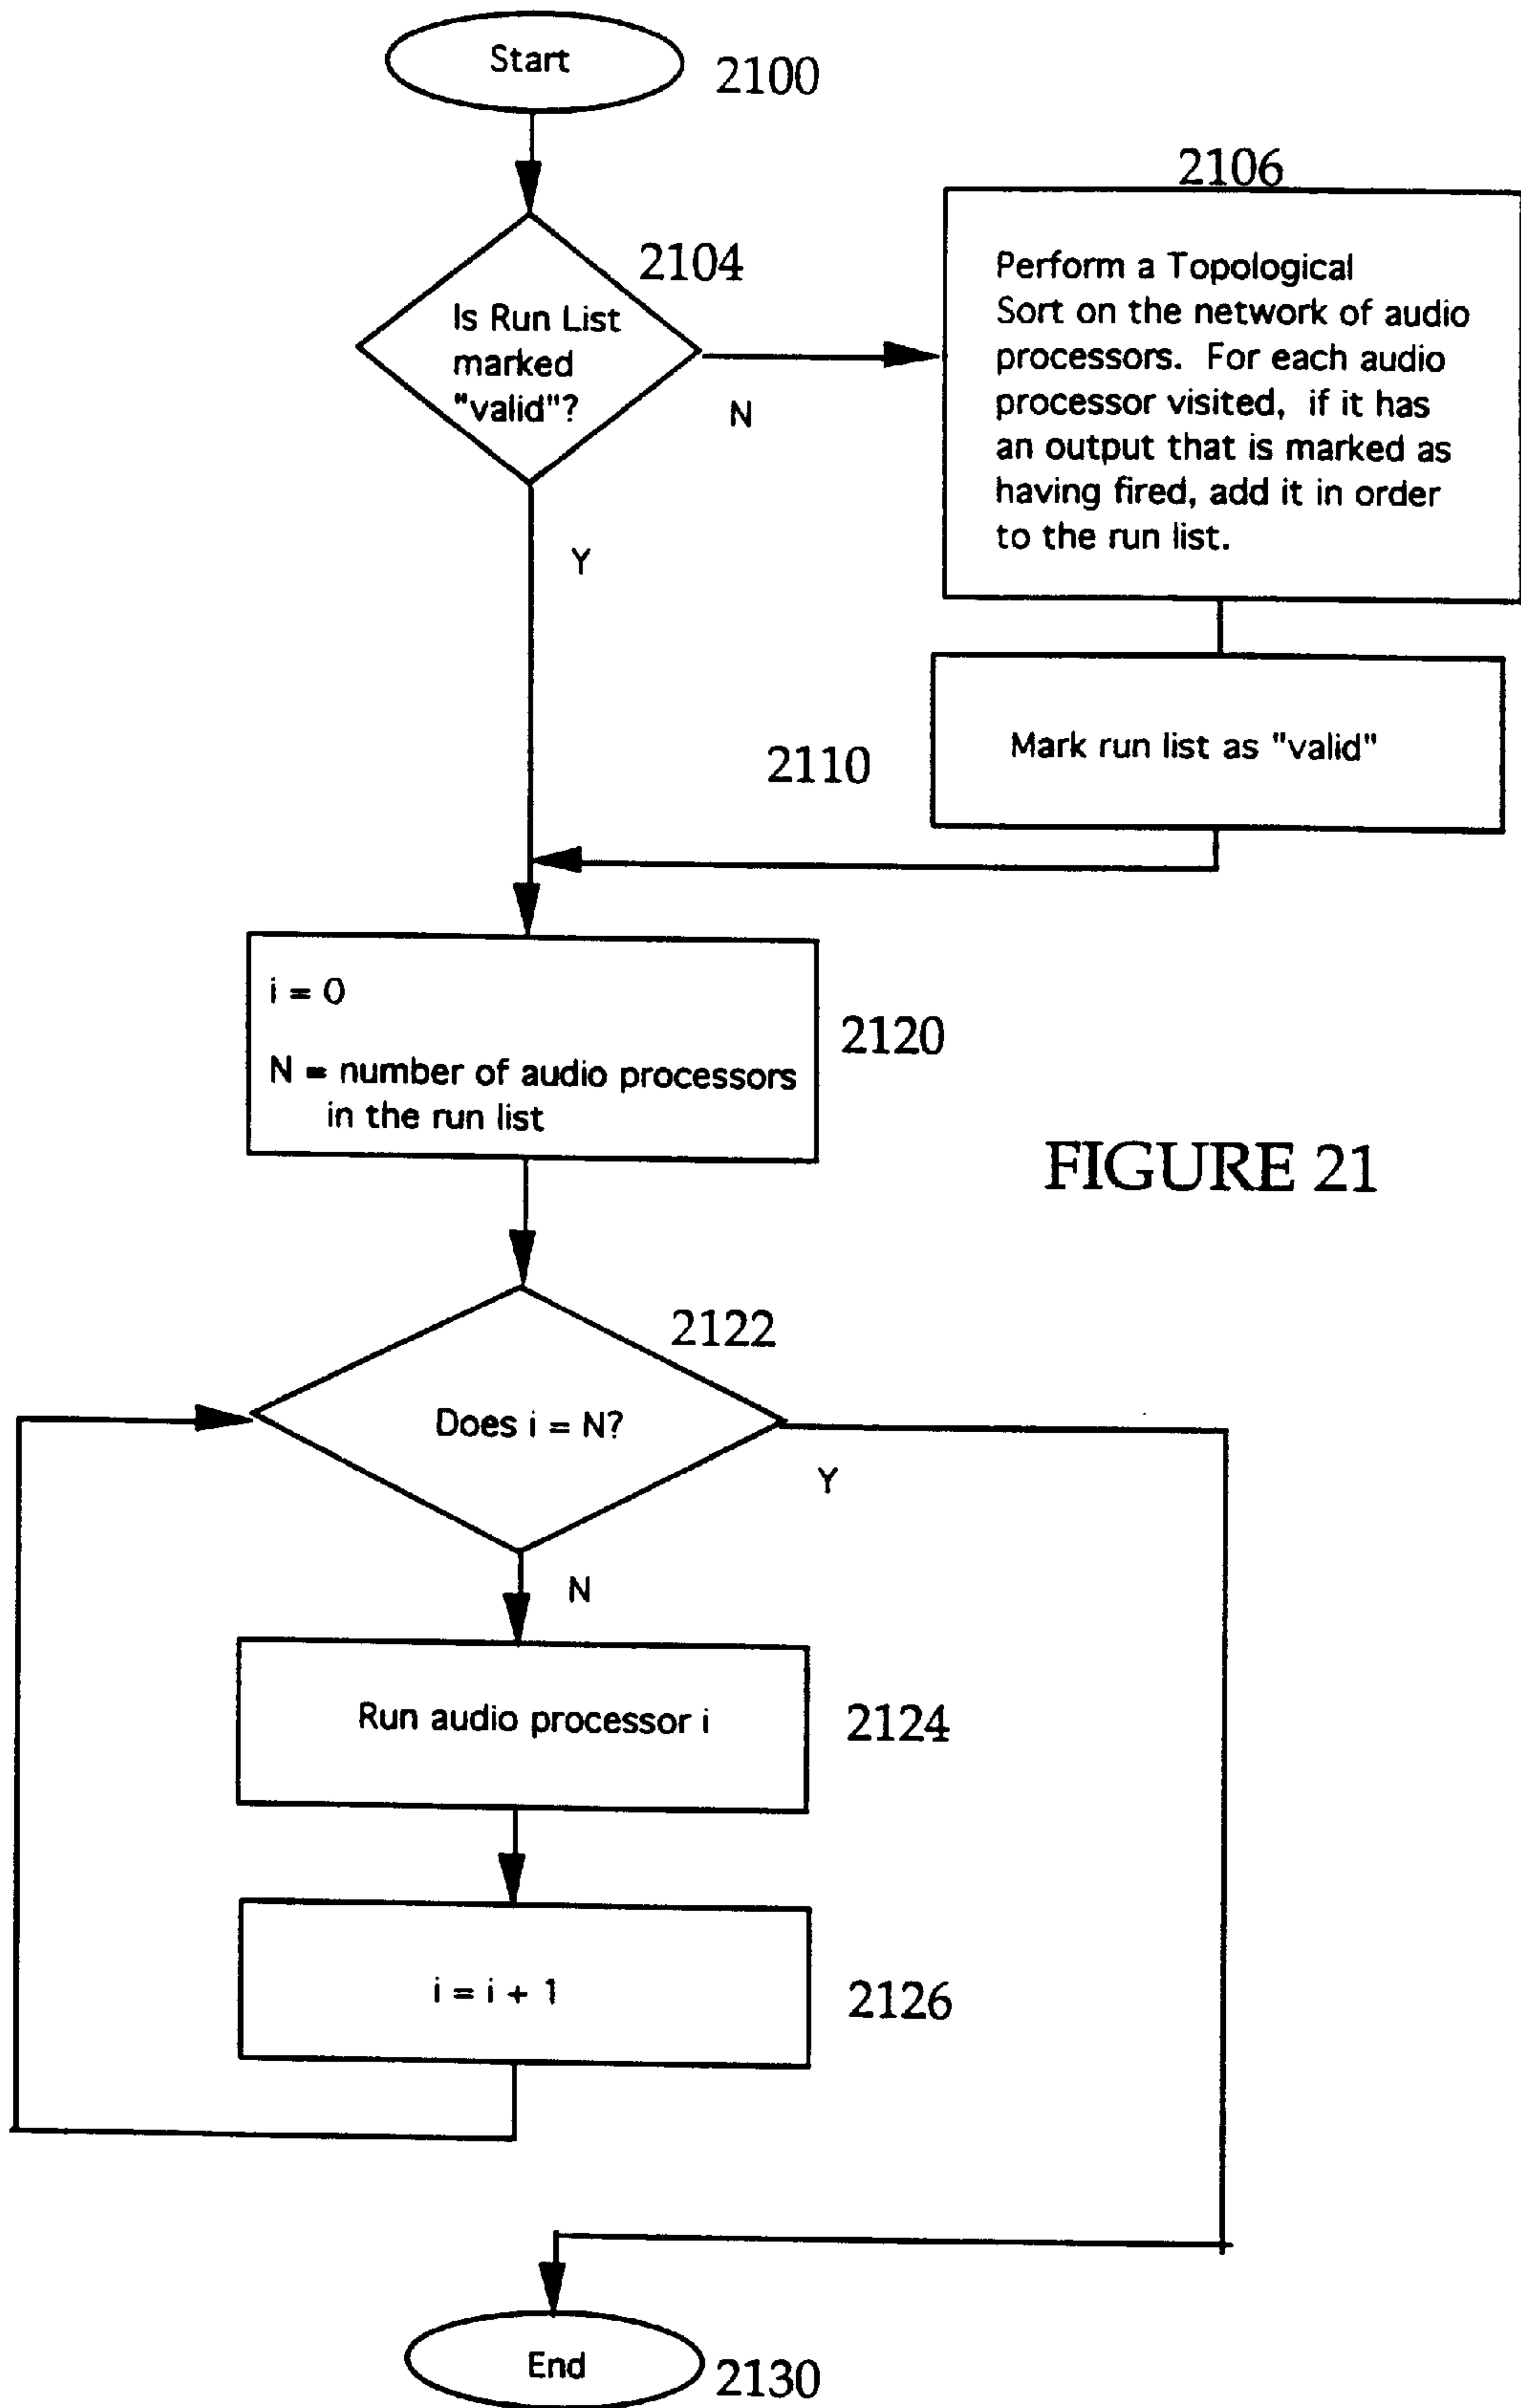 Start
2100
2104
Is Run List
marked
"valid"?
N
Y
2106
Perform a Topological
Sort on the network of audio
processors. For each audio
processor visited, if it has
an output that is marked as
having fired, add it in order
to the run list.
2110
Mark run list as "valid"
i = 0
N = number of audio processors
in the run list
2120
FIGURE 21
2122
Does i = N?
Y
N
Run audio processor i
2124
i = i + 1
2126
End
2130